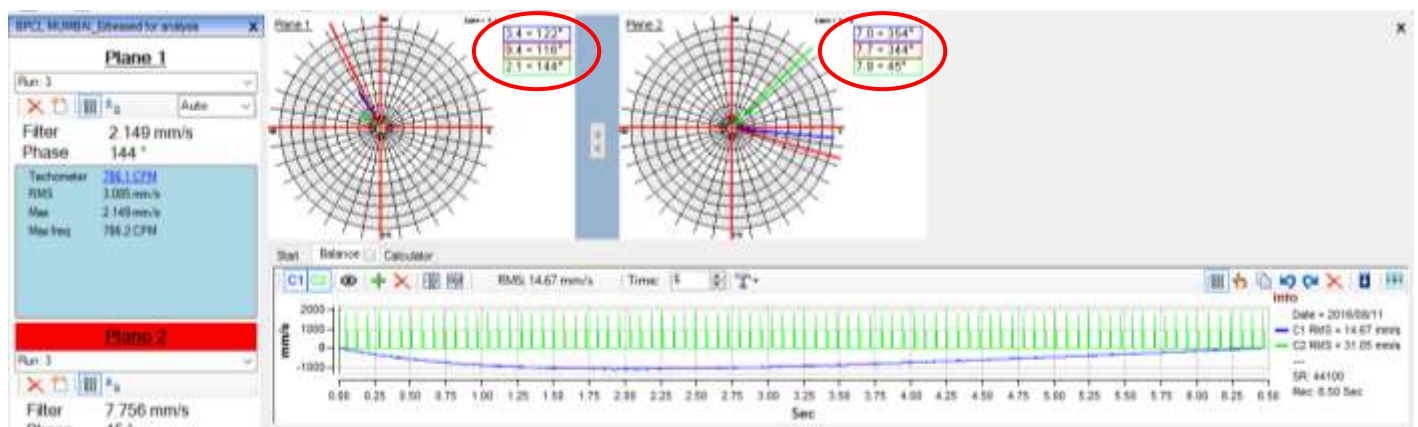 BPCL MUMBAI_ for analysis X
Plane 1
Run: 3
Auto
Filter 2.149 mm/s
Phase 144 °
Tachometer 786.1 CPM
RMS 3.085 mm/s
Max 2.149 mm/s
Max freq 786.2 CPM
Plane 2
Run: 3
Filter 7.756 mm/s
Plane 1
3.4 = 122°
9.4 = 118°
2.1 = 144°
Plane 2
7.0 = 354°
7.7 = 344°
7.8 = 45°
X
Start Balance Calculator
C1 C2 RMS: 14.67 mm/s Time:
mm/s
2000
1000
0
-1000
0.00 0.25 0.50 0.75 1.00 1.25 1.50 1.75 2.00 2.25 2.50 2.75 3.00 3.25 3.50 3.75 4.00 4.25 4.50 4.75 5.00 5.25 5.50 5.75 6.00 6.25 6.50
Sec
Info
Date = 2016/08/11
C1 RMS = 14.67 mm/s
C2 RMS = 31.05 mm/s
---
SR: 44100
Rec: 6.50 Sec